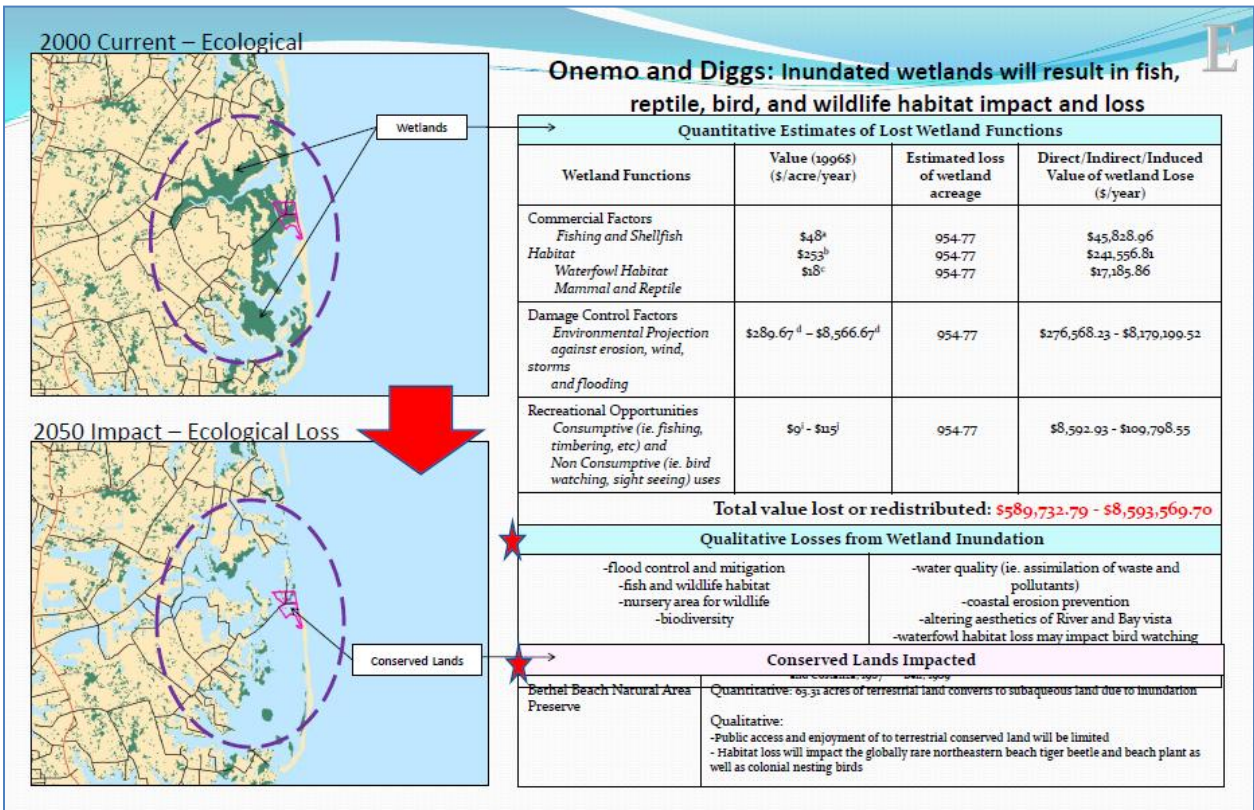 E
2000 Current – Ecological
Wetlands
2050 Impact – Ecological Loss
Conserved Lands
Onemo and Diggs: Inundated wetlands will result in fish,
reptile, bird, and wildlife habitat impact and loss
Quantitative Estimates of Lost Wetland Functions
Wetland Functions
Value (1996$)
($/acre/year)
Estimated loss
of wetland
acreage
Direct/Indirect/Induced
Value of wetland Lose
($/year)
Commercial Factors
Fishing and Shellfish
Habitat
Waterfowl Habitat
Mammal and Reptile
$48ᵃ
$253ᵇ
$18ᶜ
954.77
954.77
954.77
$45,828.96
$241,556.81
$17,185.86
Damage Control Factors
Environmental Projection
against erosion, wind,
storms
and flooding
$289.67 ᵈ – $8,566.67ᵈ
954.77
$276,568.23 - $8,179,199.52
Recreational Opportunities
Consumptive (ie. fishing,
timbering, etc) and
Non Consumptive (ie. bird
watching, sight seeing) uses
$9ⁱ - $115ʲ
954.77
$8,592.93 - $109,798.55
Total value lost or redistributed: $589,732.79 - $8,593,569.70
Qualitative Losses from Wetland Inundation
-flood control and mitigation
-fish and wildlife habitat
-nursery area for wildlife
-biodiversity
-water quality (ie. assimilation of waste and
pollutants)
-coastal erosion prevention
-altering aesthetics of River and Bay vista
-waterfowl habitat loss may impact bird watching
Conserved Lands Impacted
Bethel Beach Natural Area
Preserve
Quantitative: 63.31 acres of terrestrial land converts to subaqueous land due to inundation
Qualitative:
-Public access and enjoyment of to terrestrial conserved land will be limited
- Habitat loss will impact the globally rare northeastern beach tiger beetle and beach plant as
well as colonial nesting birds